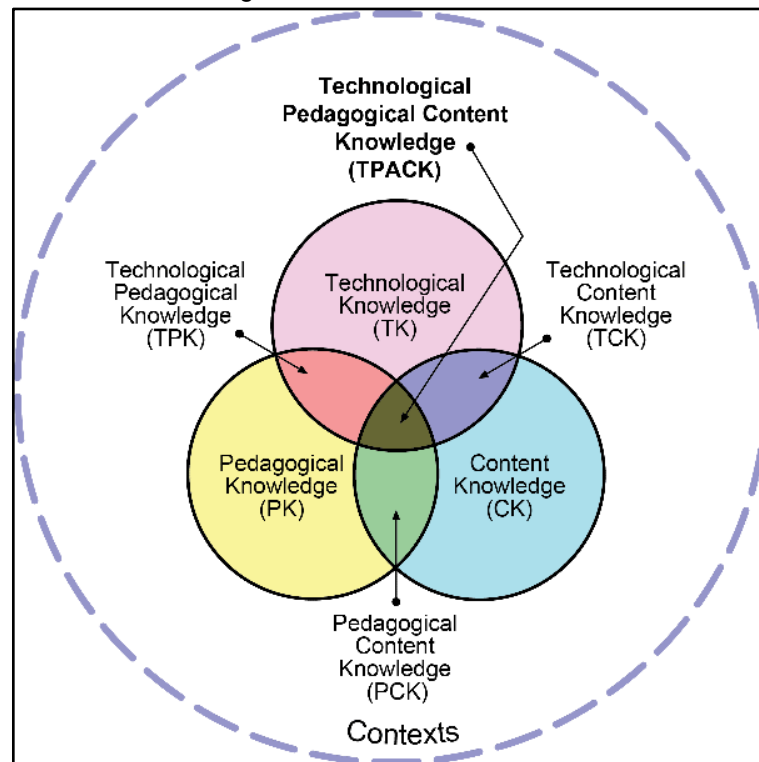 Technological
Pedagogical Content
Knowledge
(TPACK)
Technological
Pedagogical
Knowledge
(TPK)
Technological
Knowledge
(TK)
Technological
Content
Knowledge
(TCK)
Pedagogical
Knowledge
(PK)
Content
Knowledge
(CK)
Pedagogical
Content
Knowledge
(PCK)
Contexts